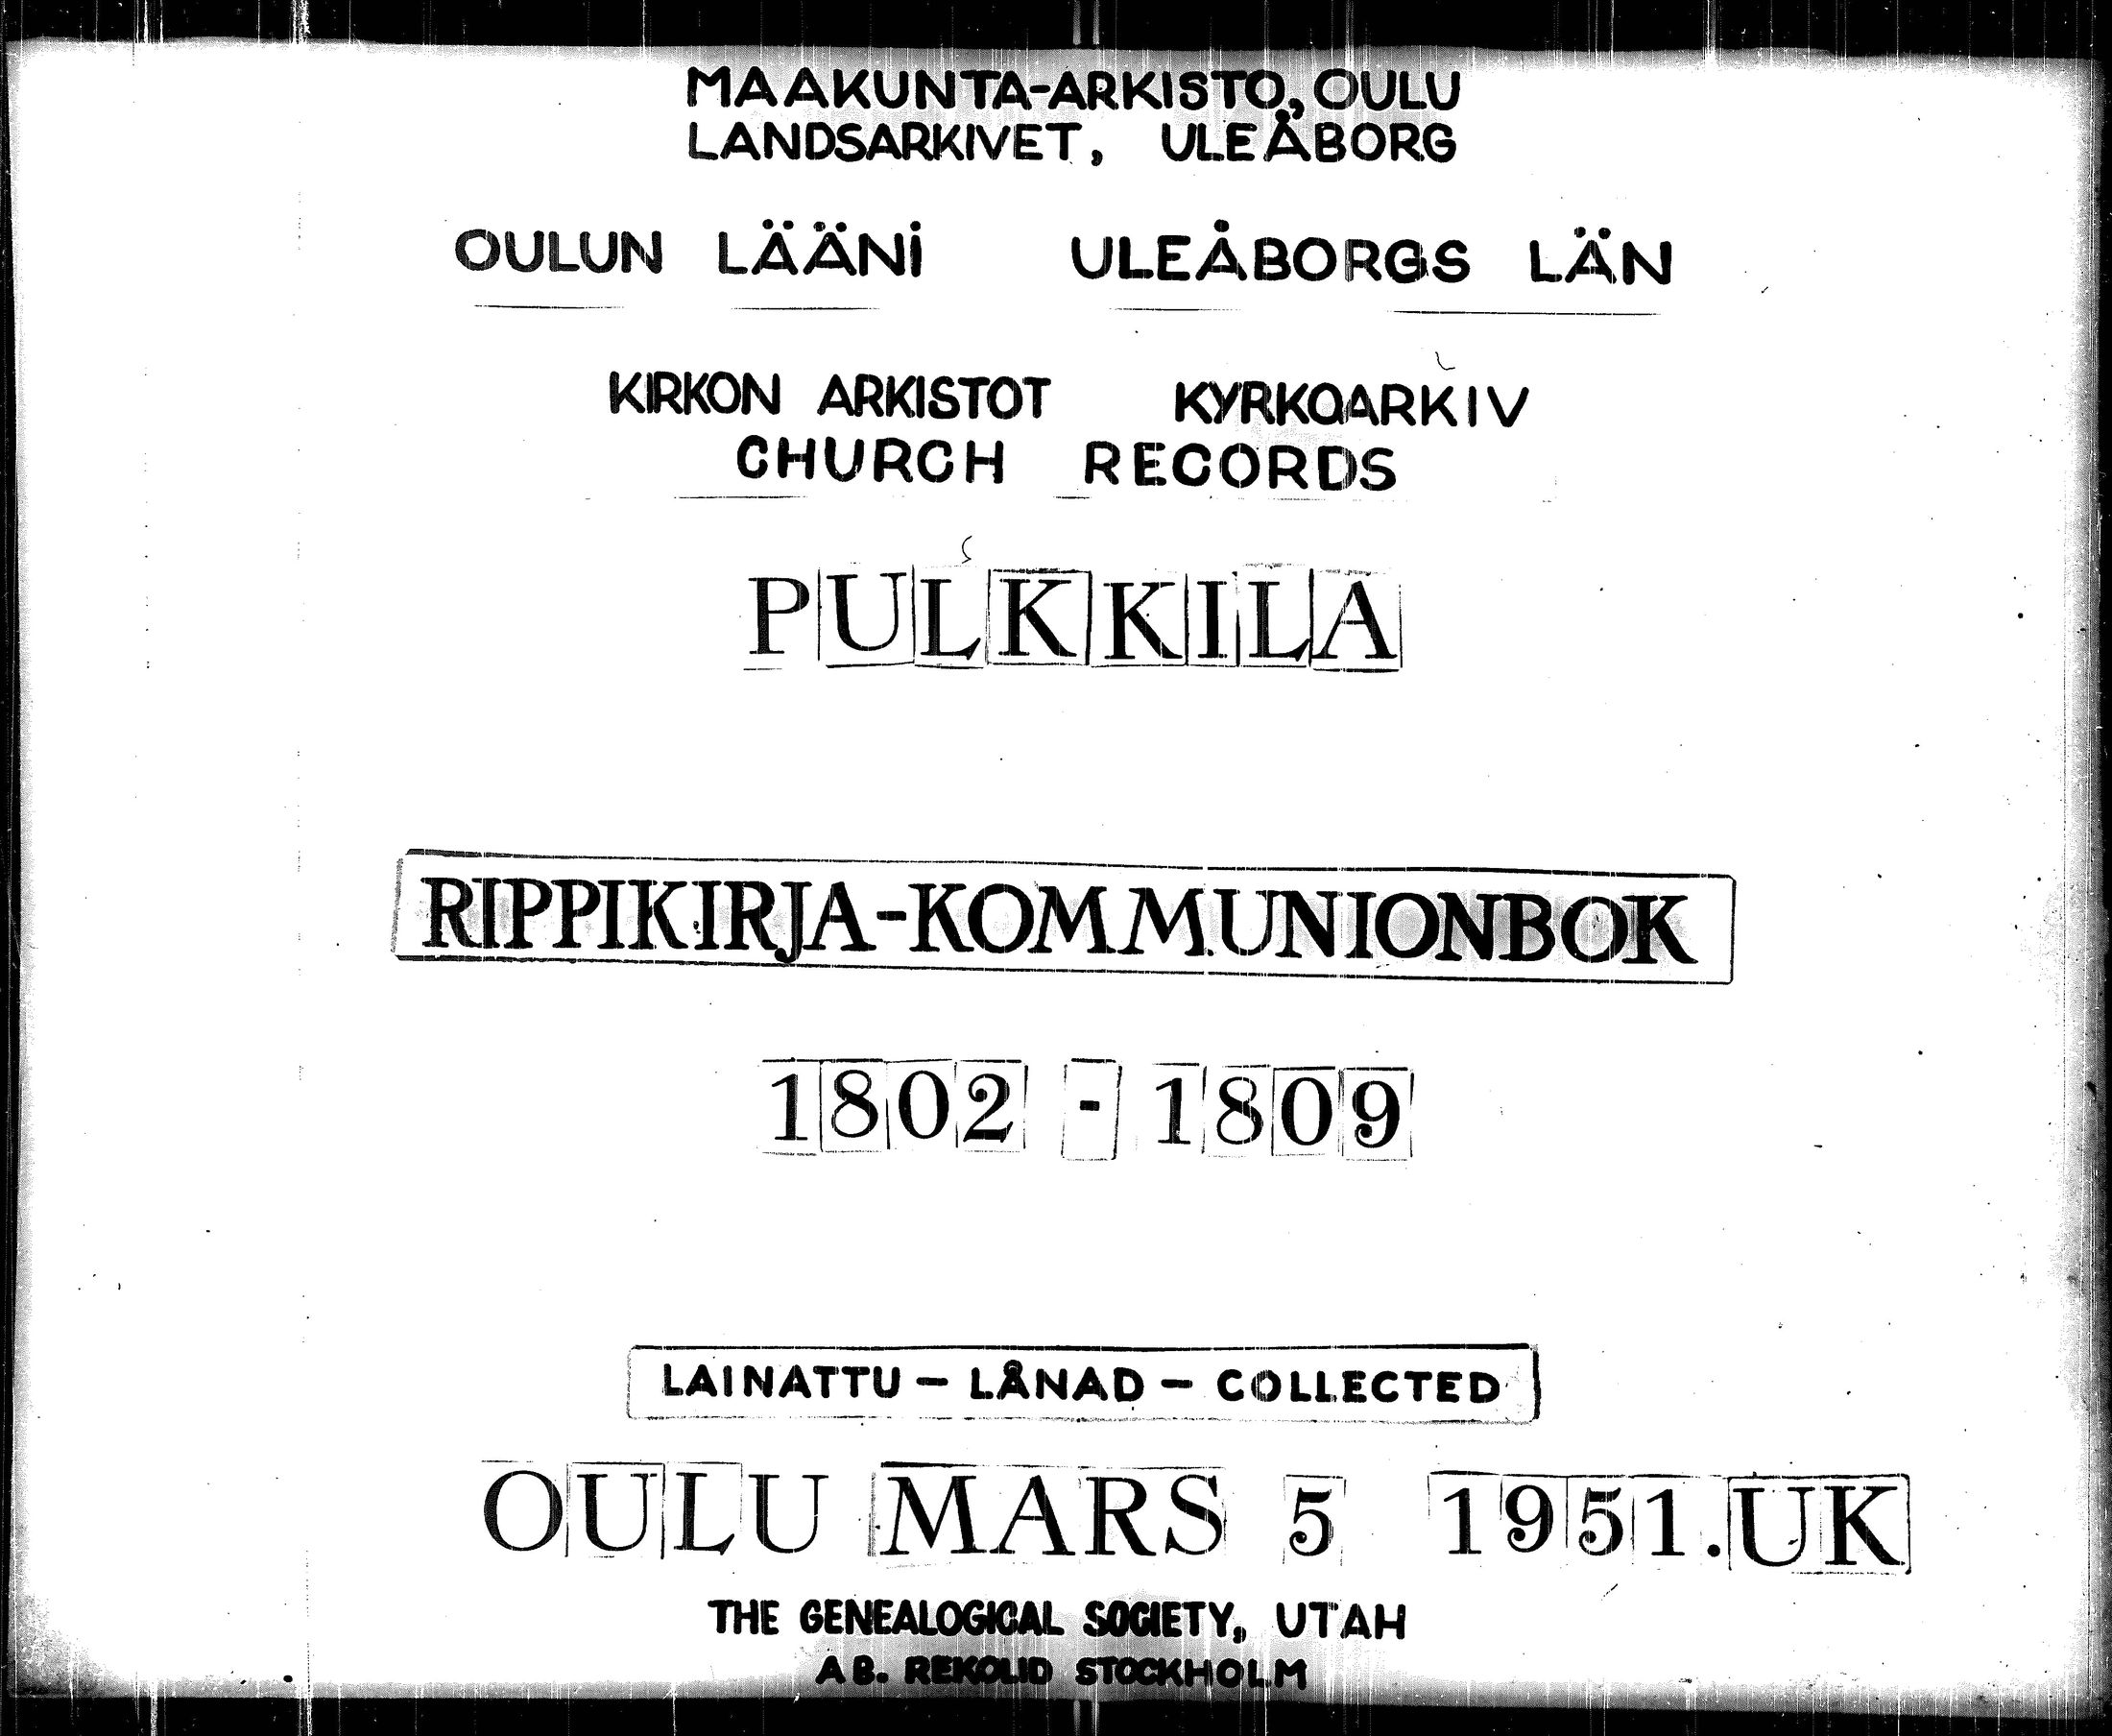 MAAKUNTA-ARKISTO, OULU
LANDSARKIVET, ULEÅBORG
OULUN LÄÄNI ULEÅBORGS LÄN
KIRKON ARKISTOT KYRKOARKIV
CHURCH RECORDS
PULKKILA
RIPPIKIRJA-KOMMUNIONBOK
1802 - 1809
LAINATTU - LÅNAD - COLLECTED
OULU MARS 5 1951. UK
THE GENEALOGICAL SOCIETY, UTAH
AB. REKOLID STOCKHOLM